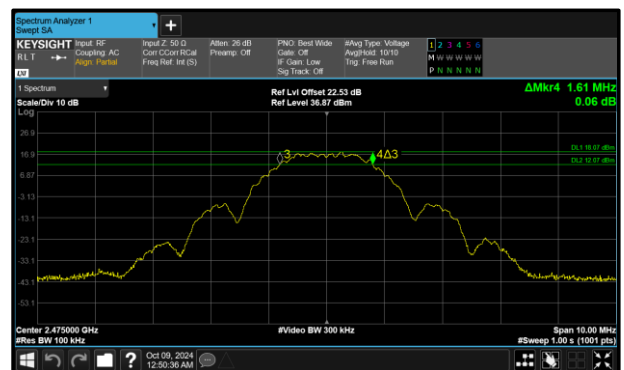 Spectrum Analyzer 1
Swept SA
KEYSIGHT Input: RF
RLT Coupling: AC
Align: Partial
Input Z: 50 Ω
Corr CCorr RCal
Freq Ref: Int (S)
Atten: 26 dB
Preamp: Off
PNO: Best Wide
Gate: Off
IF Gain: Low
Sig Track: Off
#Avg Type: Voltage
Avg|Hold: 10/10
Trig: Free Run
1 2 3 4 5 6
M W W W W W
P N N N N N
LXI
1 Spectrum
Scale/Div 10 dB
Ref Lvl Offset 22.53 dB
Ref Level 36.87 dBm
ΔMkr4 1.61 MHz
0.06 dB
Log
26.9
DL1 18.07 dBm
16.9
3
4Δ3
DL2 12.07 dBm
6.87
-3.13
-13.1
-23.1
-33.1
-43.1
-53.1
Center 2.475000 GHz
#Video BW 300 kHz
Span 10.00 MHz
#Res BW 100 kHz
#Sweep 1.00 s (1001 pts)
?
Oct 09, 2024
12:50:36 AM